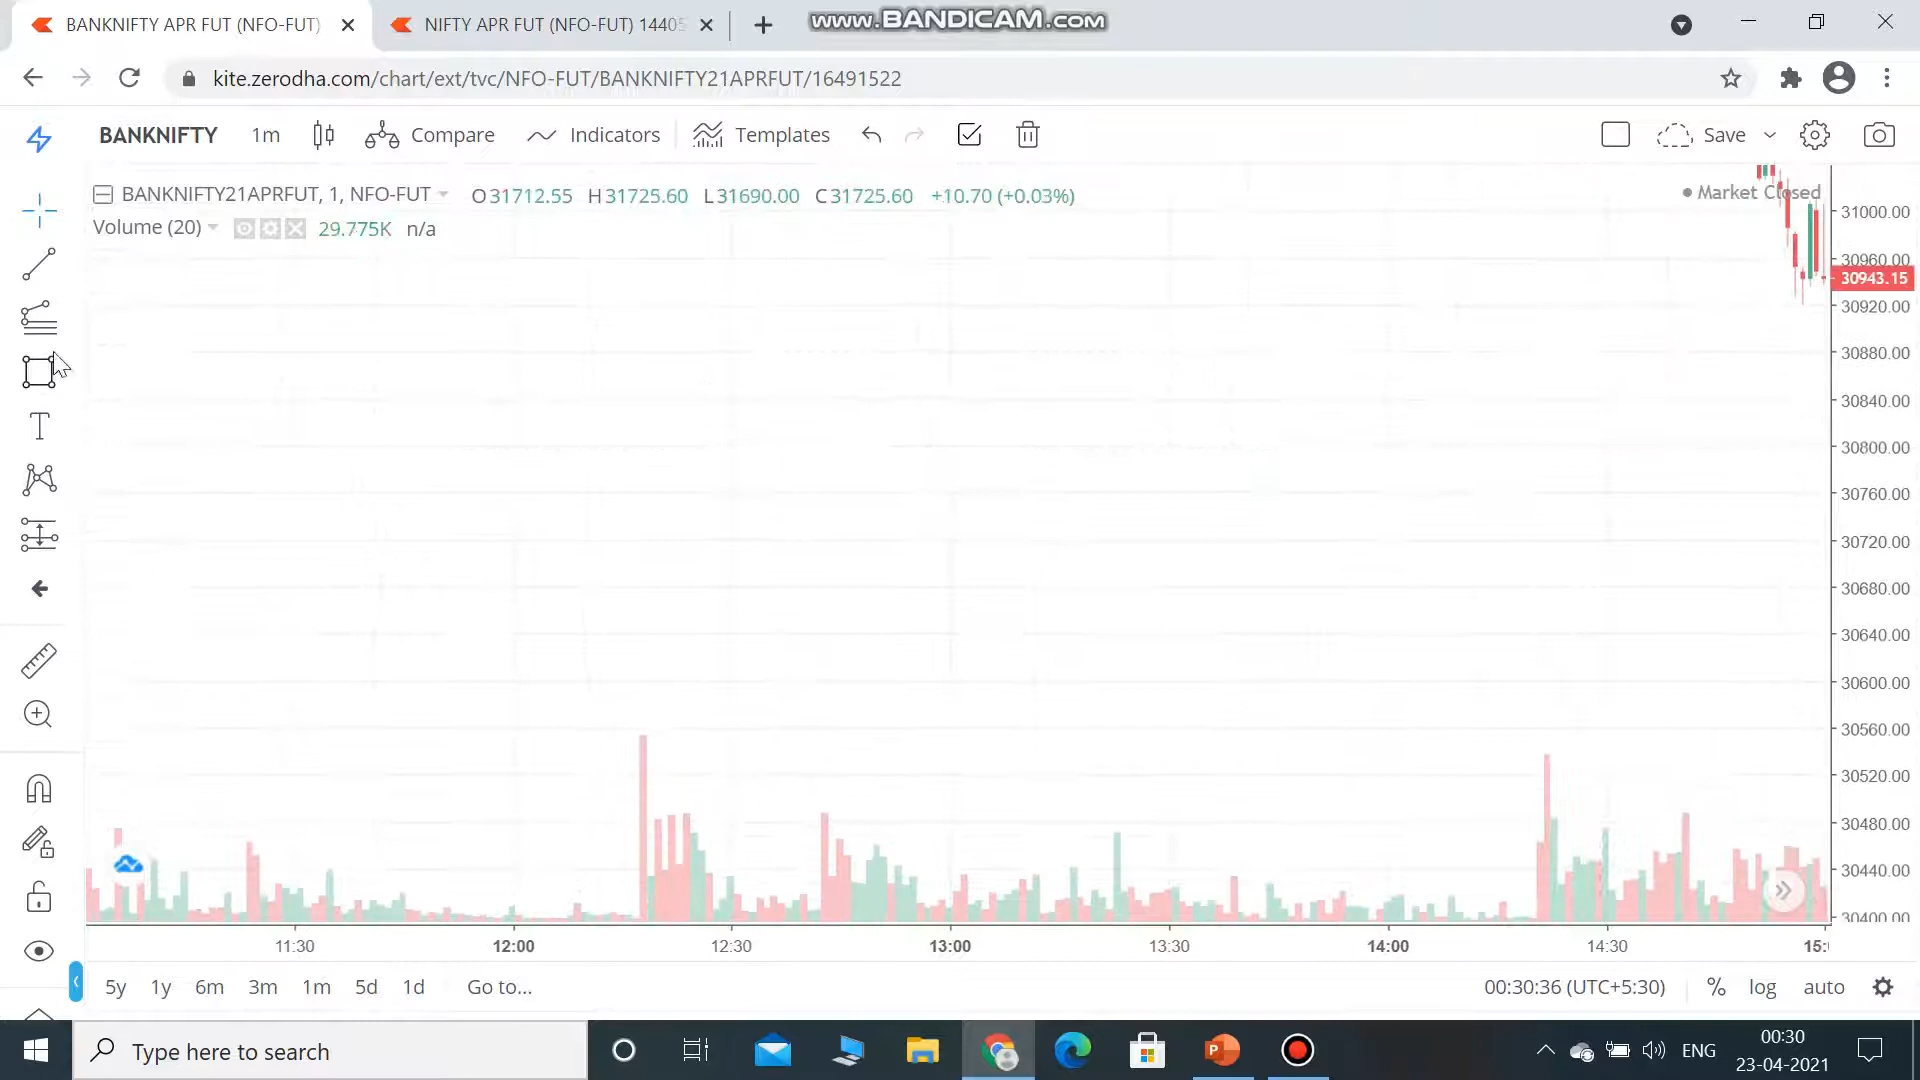 BANKNIFTY APR FUT (NFO-FUT)
NIFTY APR FUT (NFO-FUT) 14405
www.BANDICAM.com
kite.zerodha.com/chart/ext/tvc/NFO-FUT/BANKNIFTY21APRFUT/16491522
BANKNIFTY 1m Compare Indicators Templates Save
BANKNIFTY21APRFUT, 1, NFO-FUT O31712.55 H31725.60 L31690.00 C31725.60 +10.70 (+0.03%)
Market Closed
Volume (20) 29.775K n/a
31000.00
30960.00
30943.15
30920.00
30880.00
30840.00
30800.00
30760.00
30720.00
30680.00
30640.00
30600.00
30560.00
30520.00
30480.00
30440.00
30400.00
T
11:30 12:00 12:30 13:00 13:30 14:00 14:30
5y 1y 6m 3m 1m 5d 1d Go to... 00:30:36 (UTC+5:30) % log auto
Type here to search
P
ENG
00:30
23-04-2021